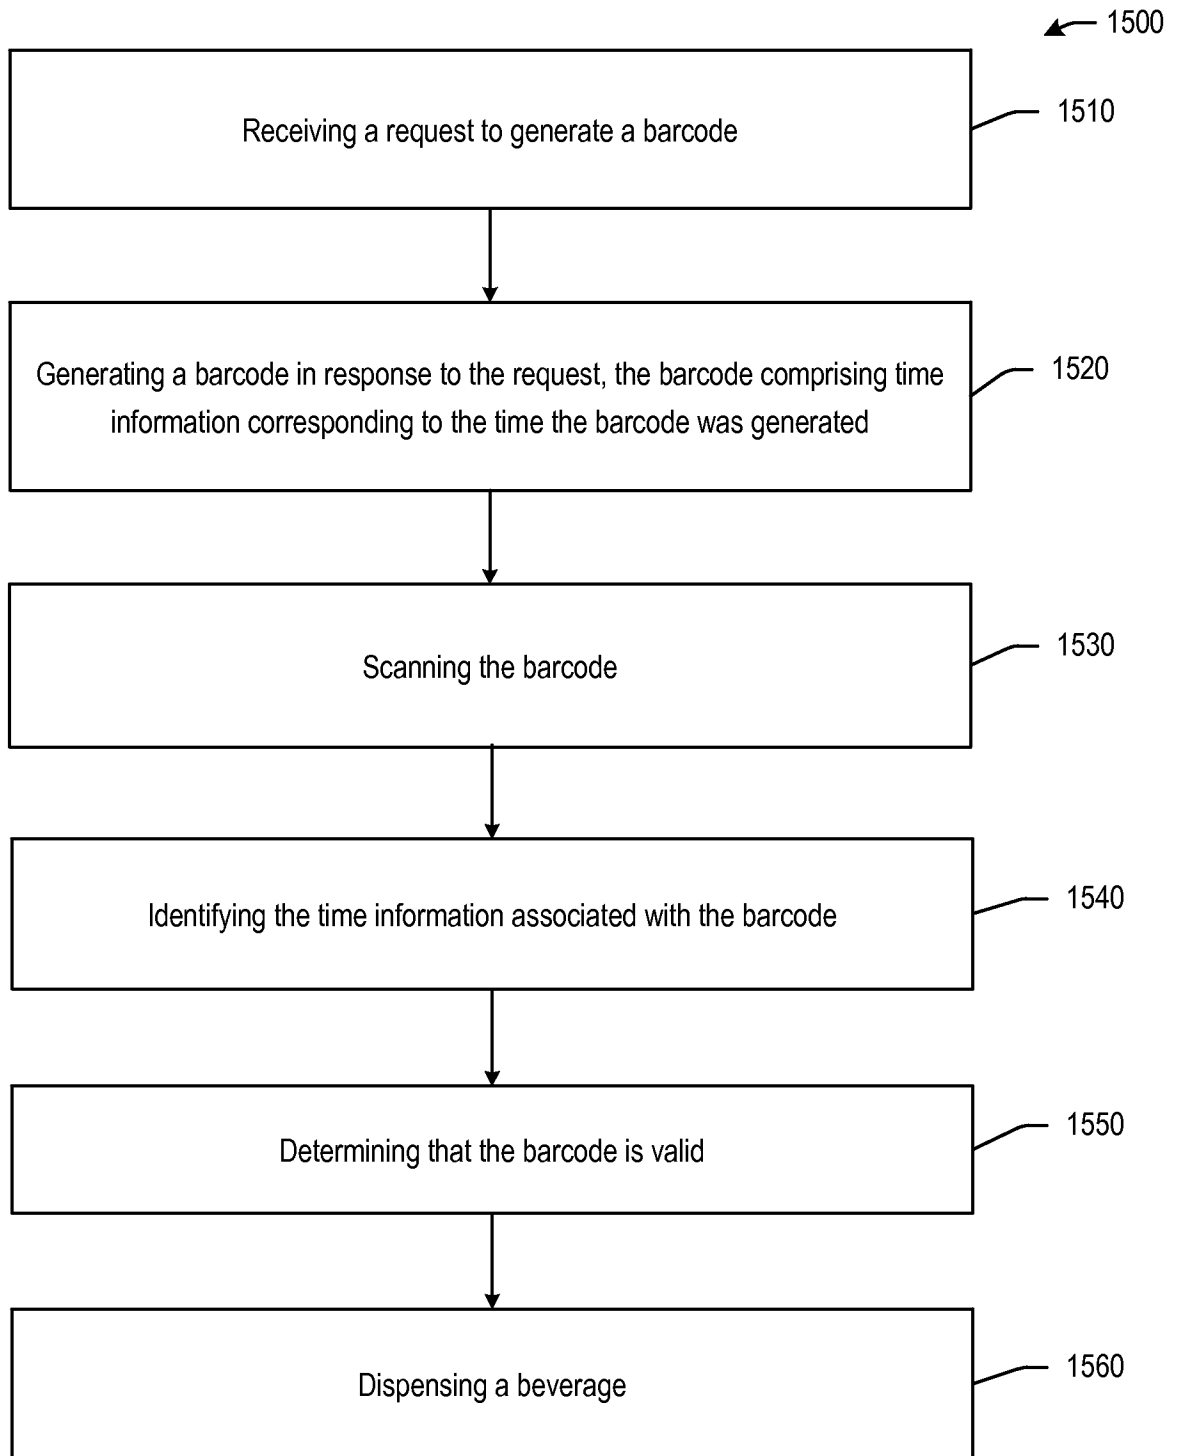 1500
Receiving a request to generate a barcode
1510
Generating a barcode in response to the request, the barcode comprising time
information corresponding to the time the barcode was generated
1520
Scanning the barcode
1530
Identifying the time information associated with the barcode
1540
Determining that the barcode is valid
1550
Dispensing a beverage
1560